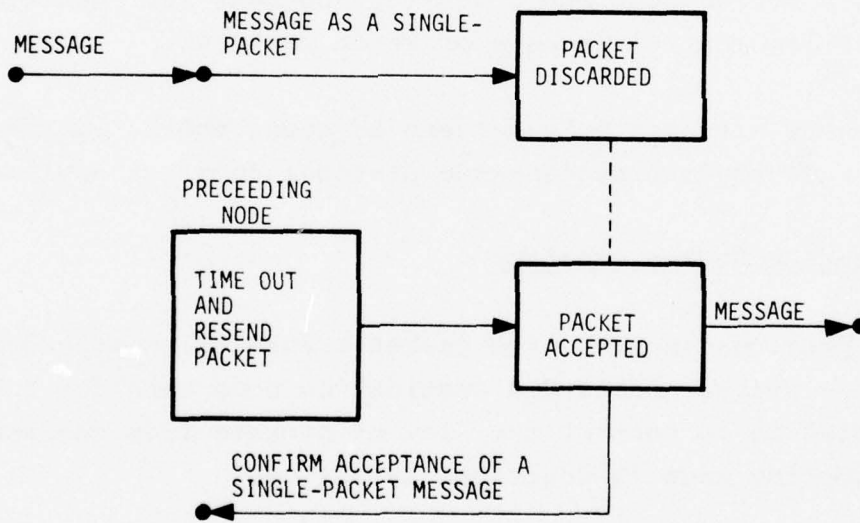 MESSAGE AS A SINGLE-
PACKET
MESSAGE
PACKET
DISCARDED
PRECEEDING
NODE
TIME OUT
AND
RESEND
PACKET
PACKET
ACCEPTED
MESSAGE
CONFIRM ACCEPTANCE OF A
SINGLE-PACKET MESSAGE